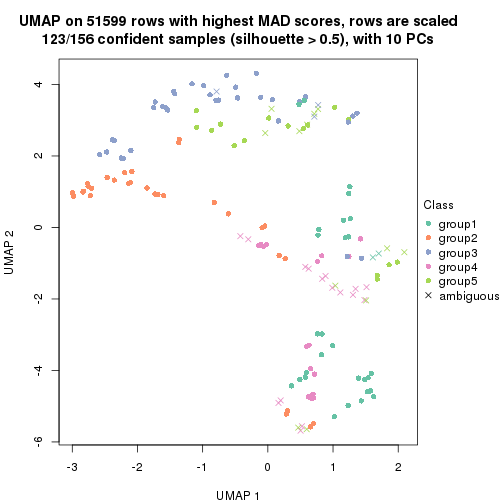 UMAP on 51599 rows with highest MAD scores, rows are scaled
123/156 confident samples (silhouette > 0.5), with 10 PCs
4
2
0
-2
-4
-6
UMAP 2
-3
-2
-1
0
1
2
UMAP 1
Class
group1
group2
group3
group4
group5
ambiguous